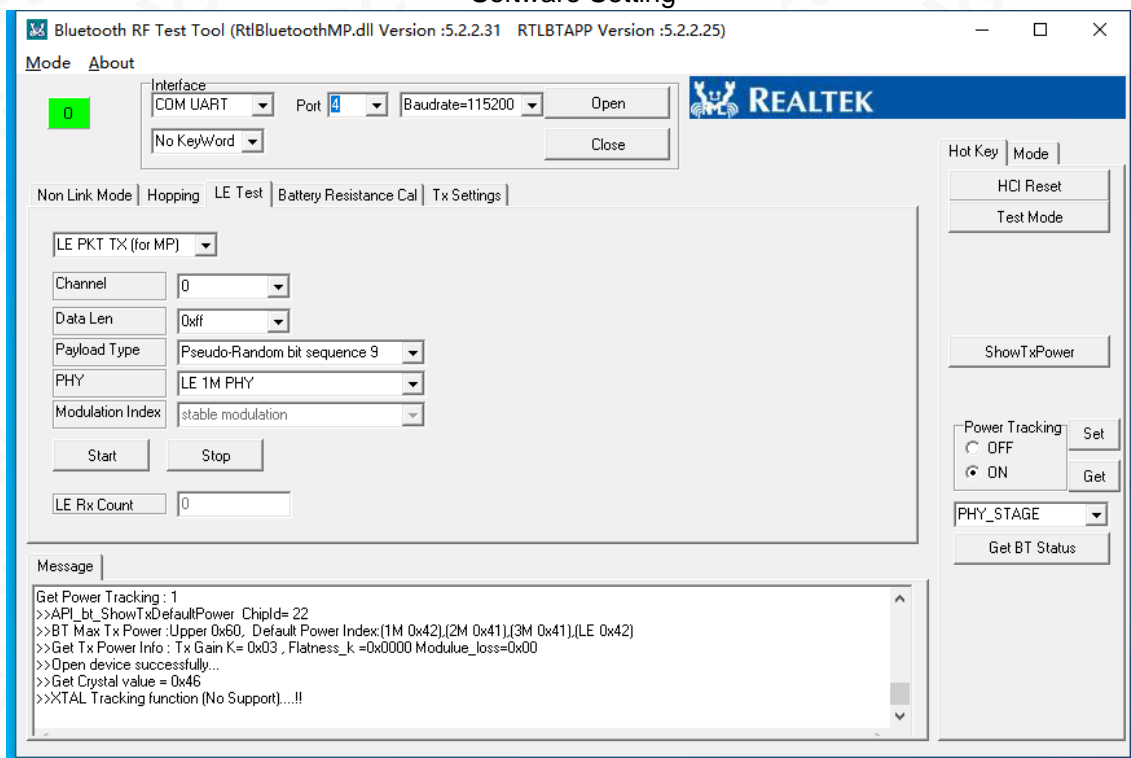 Software Setting
Bluetooth RF Test Tool (RtlBluetoothMP.dll Version :5.2.2.31 RTLBTAPP Version :5.2.2.25)
Mode About
Interface
0 COM UART Port 4 Baudrate=115200 Open
REALTEK
No KeyWord Close
Hot Key Mode
HCI Reset
Non Link Mode Hopping LE Test Battery Resistance Cal Tx Settings
Test Mode
LE PKT TX (for MP)
Channel 0
Data Len 0xff
Payload Type Pseudo-Random bit sequence 9
ShowTxPower
PHY LE 1M PHY
Modulation Index stable modulation
Power Tracking
OFF Set
Start Stop
ON Get
LE Rx Count 0
PHY_STAGE
Get BT Status
Message
Get Power Tracking : 1
>>API_bt_ShowTxDefaultPower ChipId= 22
>>BT Max Tx Power :Upper 0x60, Default Power Index:(1M 0x42),(2M 0x41),(3M 0x41),(LE 0x42)
>>Get Tx Power Info : Tx Gain K= 0x03 , Flatness_k =0x0000 Modulue_loss=0x00
>>Open device successfully...
>>Get Crystal value = 0x46
>>XTAL Tracking function (No Support)....!!